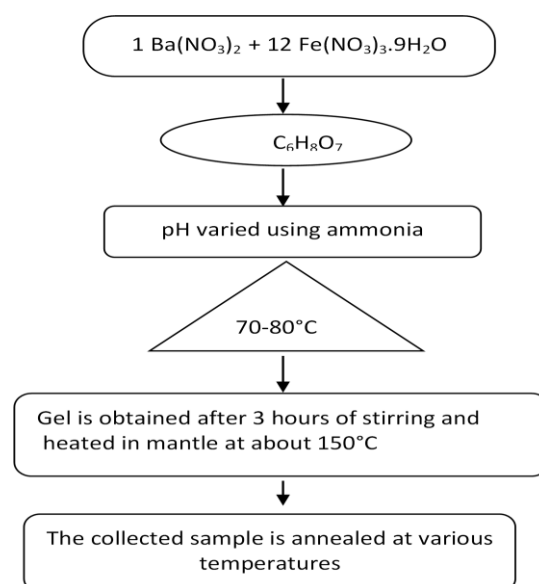 1 Ba(NO₃)₂ + 12 Fe(NO₃)₃.9H₂O
C₆H₈O₇
pH varied using ammonia
70-80°C
Gel is obtained after 3 hours of stirring and
heated in mantle at about 150°C
The collected sample is annealed at various
temperatures